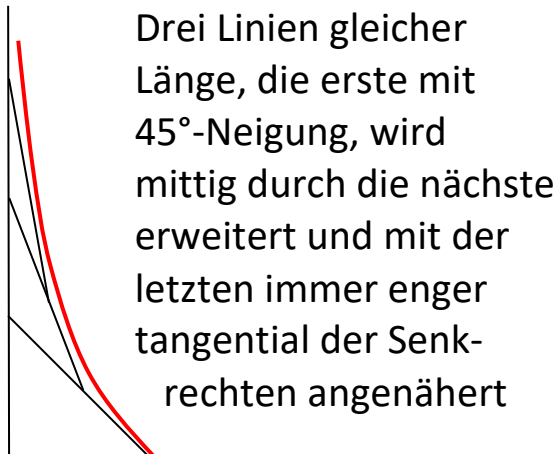 Drei Linien gleicher
Länge, die erste mit
45°-Neigung, wird
mittig durch die nächste
erweitert und mit der
letzten immer enger
tangential der Senk-
rechten angenähert